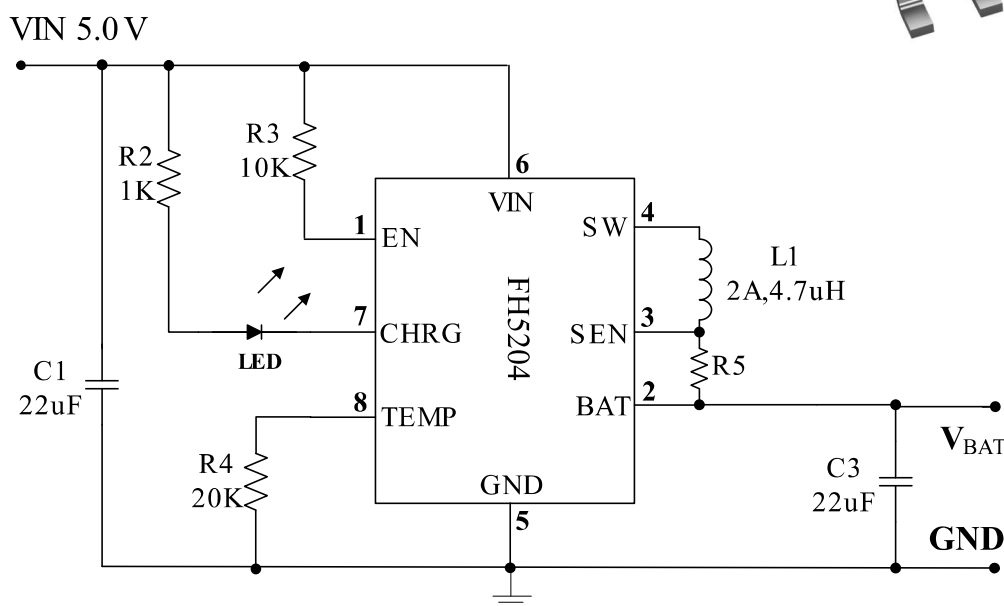 VIN 5.0V
R2
1K
R3
10K
6
VIN
1
EN
SW
4
L1
2A,4.7uH
FH5204
7
CHRG
LED
SEN
3
R5
C1
22uF
8
TEMP
BAT
2
VBAT
R4
20K
GND
5
C3
22uF
GND